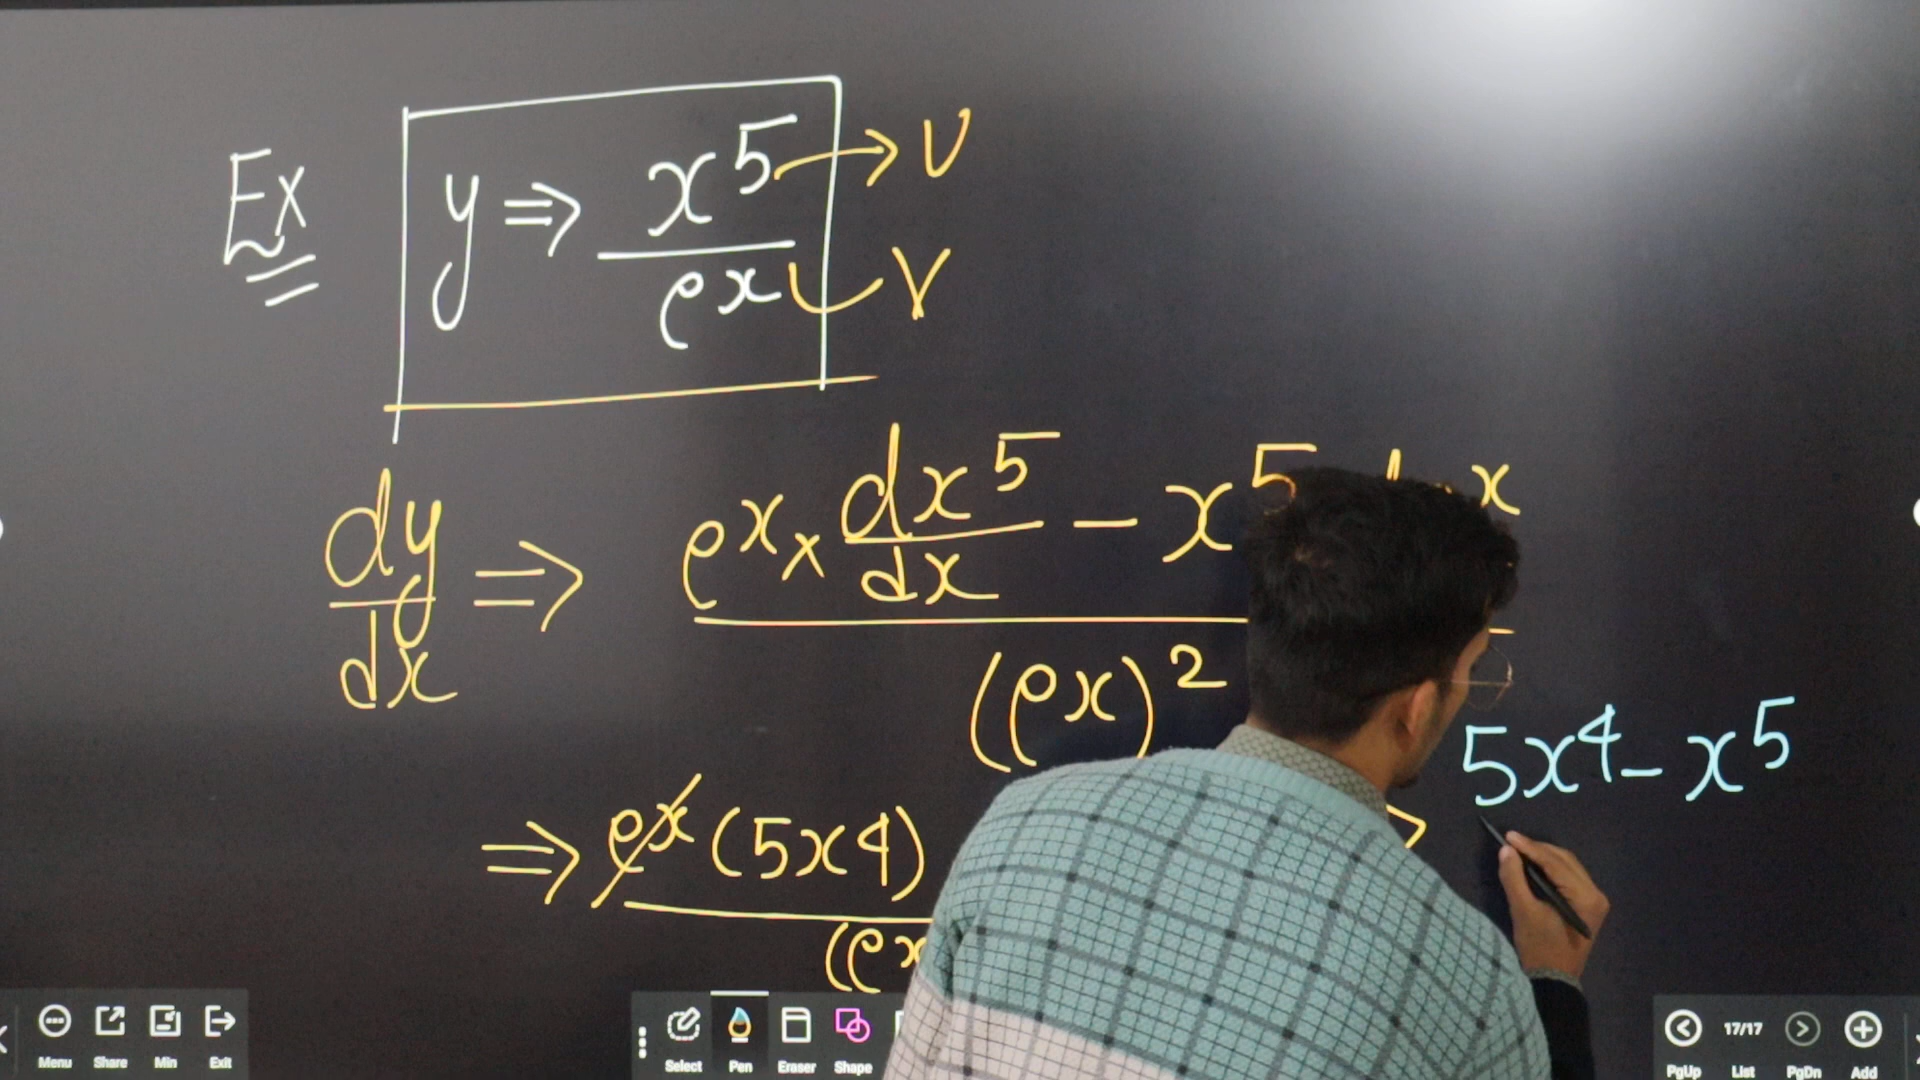 Ex y ⇒ x^5 / e^x → U V
dy/dx ⇒ e^x × dx^5/dx - x^5
(e^x)^2
5x^4 - x^5
⇒ e^x (5x4)
(ex
Menu Share Min Exit Select Pen Eraser Shape PgUp 17/17 List PgDn Add